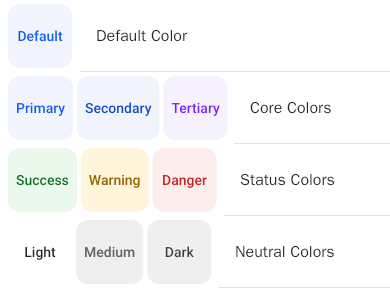 Default Default Color
Primary Secondary Tertiary Core Colors
Success Warning Danger Status Colors
Light Medium Dark Neutral Colors